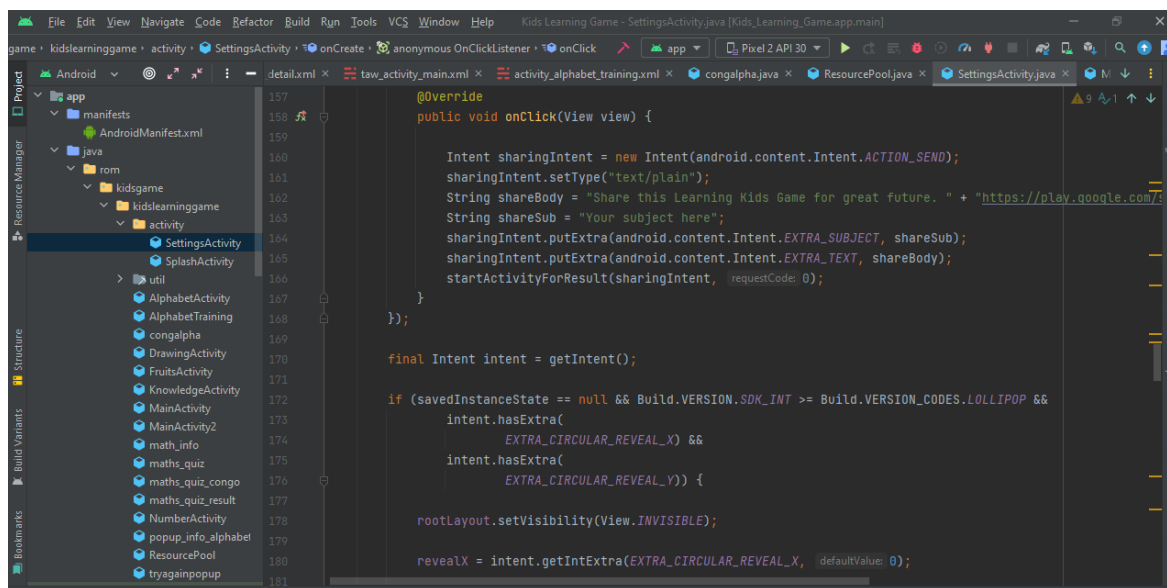 File Edit View Navigate Code Refactor Build Run Tools VCS Window Help Kids Learning Game - SettingsActivity.java [Kids_Learning_Game.app.main]
game kidslearninggame activity SettingsActivity onCreate anonymous OnClickListener onClick app Pixel 2 API 30
Android detail.xml taw_activity_main.xml activity_alphabet_training.xml congalpha.java ResourcePool.java SettingsActivity.java M
Project
Resource Manager
Structure
Build Variants
Bookmarks
app
manifests
AndroidManifest.xml
java
rom
kidsgame
kidslearninggame
activity
SettingsActivity
SplashActivity
util
AlphabetActivity
AlphabetTraining
congalpha
DrawingActivity
FruitsActivity
KnowledgeActivity
MainActivity
MainActivity2
math_info
maths_quiz
maths_quiz_congo
maths_quiz_result
NumberActivity
popup_info_alphabet
ResourcePool
tryagainpopup
9 1
157 @Override
158 public void onClick(View view) {
159
160 Intent sharingIntent = new Intent(android.content.Intent.ACTION_SEND);
161 sharingIntent.setType("text/plain");
162 String shareBody = "Share this Learning Kids Game for great future. " + "https://play.google.com/s
163 String shareSub = "Your subject here";
164 sharingIntent.putExtra(android.content.Intent.EXTRA_SUBJECT, shareSub);
165 sharingIntent.putExtra(android.content.Intent.EXTRA_TEXT, shareBody);
166 startActivityForResult(sharingIntent, requestCode: 0);
167 }
168 });
169
170 final Intent intent = getIntent();
171
172 if (savedInstanceState == null && Build.VERSION.SDK_INT >= Build.VERSION_CODES.LOLLIPOP &&
173 intent.hasExtra(
174 EXTRA_CIRCULAR_REVEAL_X) &&
175 intent.hasExtra(
176 EXTRA_CIRCULAR_REVEAL_Y)) {
177
178 rootLayout.setVisibility(View.INVISIBLE);
179
180 revealX = intent.getIntExtra(EXTRA_CIRCULAR_REVEAL_X, defaultValue: 0);
181